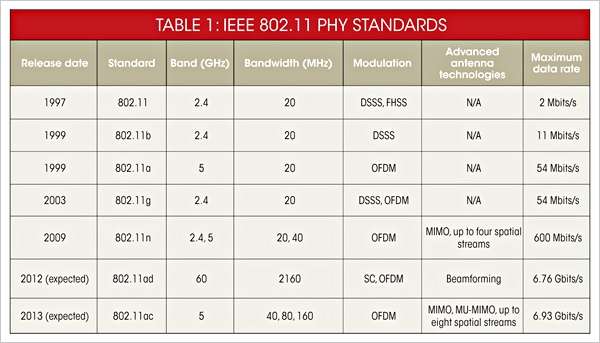 TABLE 1: IEEE 802.11 PHY STANDARDS
Release date Standard Band (GHz) Bandwidth (MHz) Modulation Advanced antenna technologies Maximum data rate
1997 802.11 2.4 20 DSSS, FHSS N/A 2 Mbits/s
1999 802.11b 2.4 20 DSSS N/A 11 Mbits/s
1999 802.11a 5 20 OFDM N/A 54 Mbits/s
2003 802.11g 2.4 20 DSSS, OFDM N/A 54 Mbits/s
2009 802.11n 2.4, 5 20, 40 OFDM MIMO, up to four spatial streams 600 Mbits/s
2012 (expected) 802.11ad 60 2160 SC, OFDM Beamforming 6.76 Gbits/s
2013 (expected) 802.11ac 5 40, 80, 160 OFDM MIMO, MU-MIMO, up to eight spatial streams 6.93 Gbits/s